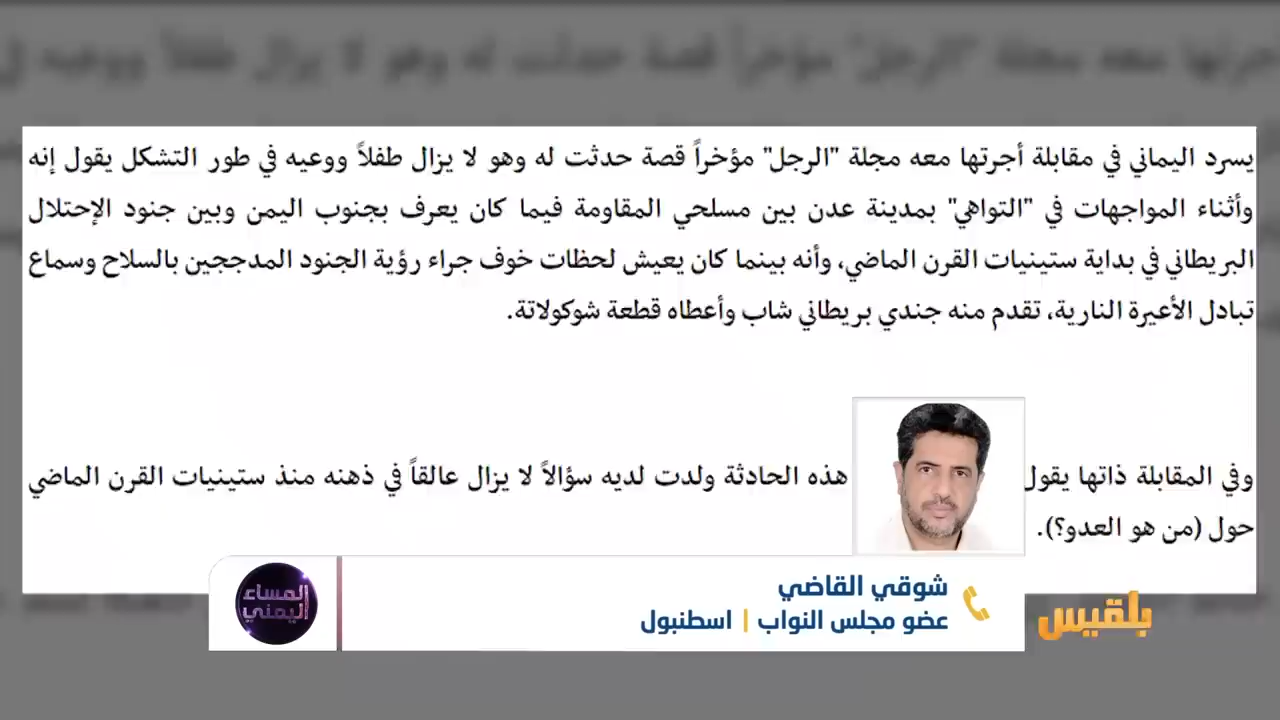 يسرد اليماني في مقابلة أجرتها معه مجلة "الرجل" مؤخراً قصة حدثت له وهو لا يزال طفلاً ووعيه في طور التشكل يقول إنه
وأثناء المواجهات في "التواهي" بمدينة عدن بين مسلحي المقاومة فيما كان يعرف بجنوب اليمن وبين جنود الإحتلال
البريطاني في بداية ستينيات القرن الماضي، وأنه بينما كان يعيش لحظات خوف جراء رؤية الجنود المدججين بالسلاح وسماع
تبادل الأعيرة النارية، تقدم منه جندي بريطاني شاب وأعطاه قطعة شوكولاتة.
وفي المقابلة ذاتها يقول هذه الحادثة ولدت لديه سؤالاً لا يزال عالقاً في ذهنه منذ ستينيات القرن الماضي
حول (من هو العدو؟).
شوقي القاضي
عضو مجلس النواب | اسطنبول
بلقيس
المساء
اليمني